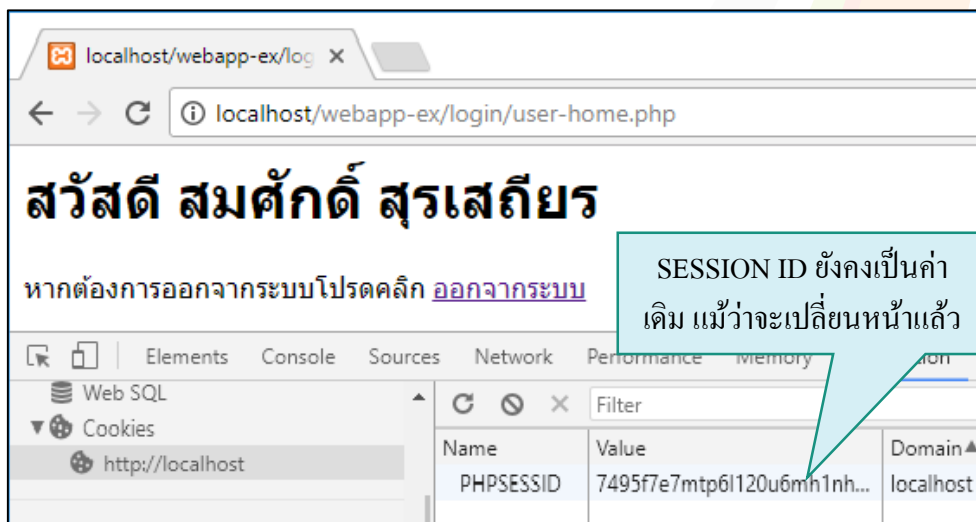 localhost/webapp-ex/log
localhost/webapp-ex/login/user-home.php
สวัสดี สมศักดิ์ สุรเสถียร
หากต้องการออกจากระบบโปรดคลิก ออกจากระบบ
SESSION ID ยังคงเป็นค่า
เดิม แม้ว่าจะเปลี่ยนหน้าแล้ว
Elements Console Sources Network Performance Memory
Web SQL
Cookies
http://localhost
Filter
Name Value Domain
PHPSESSID 7495f7e7mtp6l120u6mh1nh... localhost